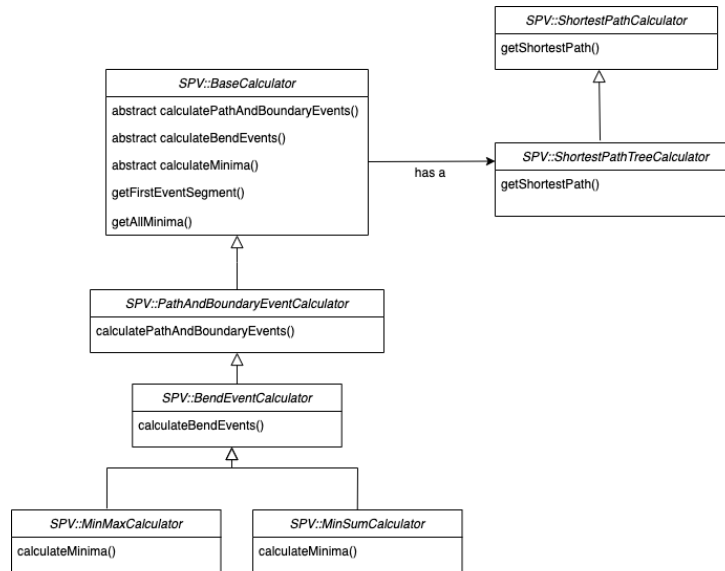 SPV::ShortestPathCalculator
getShortestPath()
SPV::BaseCalculator
abstract calculatePathAndBoundaryEvents()
abstract calculateBendEvents()
abstract calculateMinima()
getFirstEventSegment()
getAllMinima()
has a
SPV::ShortestPathTreeCalculator
getShortestPath()
SPV::PathAndBoundaryEventCalculator
calculatePathAndBoundaryEvents()
SPV::BendEventCalculator
calculateBendEvents()
SPV::MinMaxCalculator
calculateMinima()
SPV::MinSumCalculator
calculateMinima()